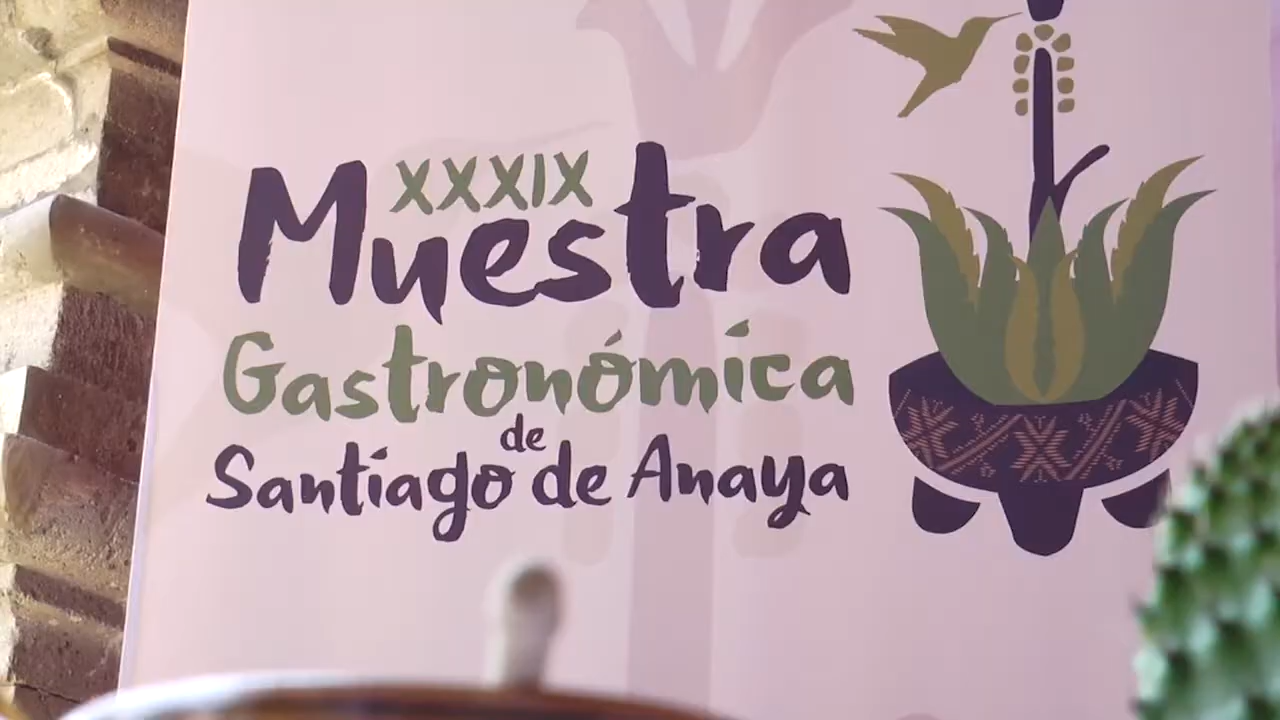 XXXIX
Muestra
Gastronómica
de
Santiago de Anaya